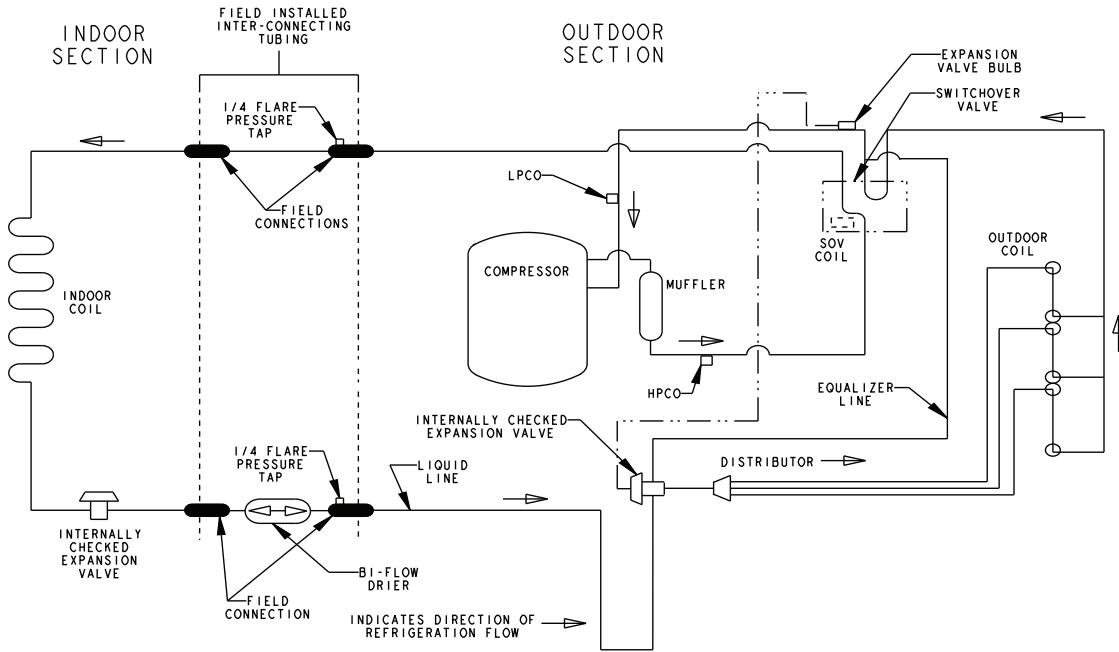 INDOOR
SECTION
FIELD INSTALLED
INTER-CONNECTING
TUBING
OUTDOOR
SECTION
EXPANSION
VALVE BULB
SWITCHOVER
VALVE
1/4 FLARE
PRESSURE
TAP
LPCO
FIELD
CONNECTIONS
SOV
COIL
OUTDOOR
COIL
COMPRESSOR
MUFFLER
INDOOR
COIL
HPCO
EQUALIZER
LINE
INTERNALLY CHECKED
EXPANSION VALVE
1/4 FLARE
PRESSURE
TAP
LIQUID
LINE
DISTRIBUTOR
INTERNALLY
CHECKED
EXPANSION
VALVE
BI-FLOW
DRIER
FIELD
CONNECTION
INDICATES DIRECTION OF
REFRIGERATION FLOW